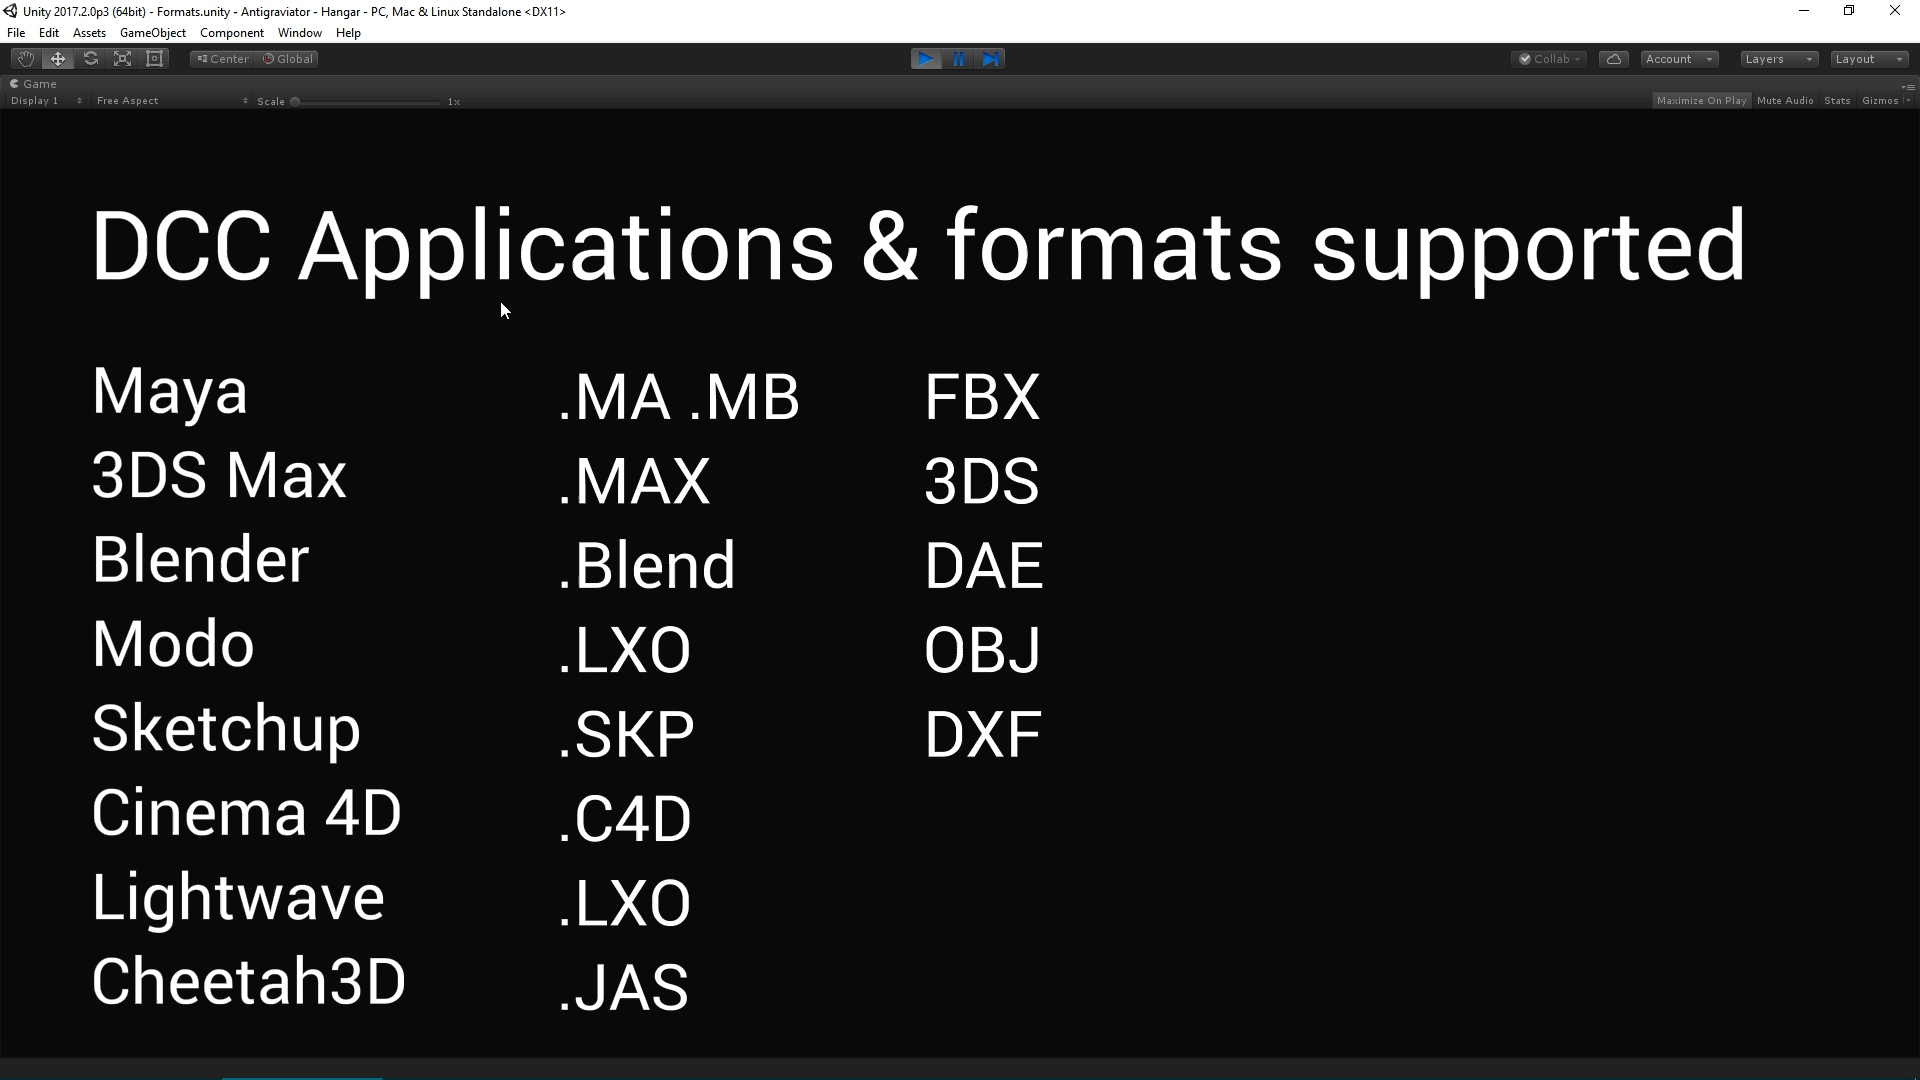 Unity 2017.2.0p3 (64bit) - Formats.unity - Antigraviator - Hangar - PC, Mac & Linux Standalone <DX11>
File Edit Assets GameObject Component Window Help
Center Global Collab Account Layers Layout
Game
Display 1 Free Aspect Scale 1x Maximize On Play Mute Audio Stats Gizmos
DCC Applications & formats supported
Maya .MA .MB FBX
3DS Max .MAX 3DS
Blender .Blend DAE
Modo .LXO OBJ
Sketchup .SKP DXF
Cinema 4D .C4D
Lightwave .LXO
Cheetah3D .JAS